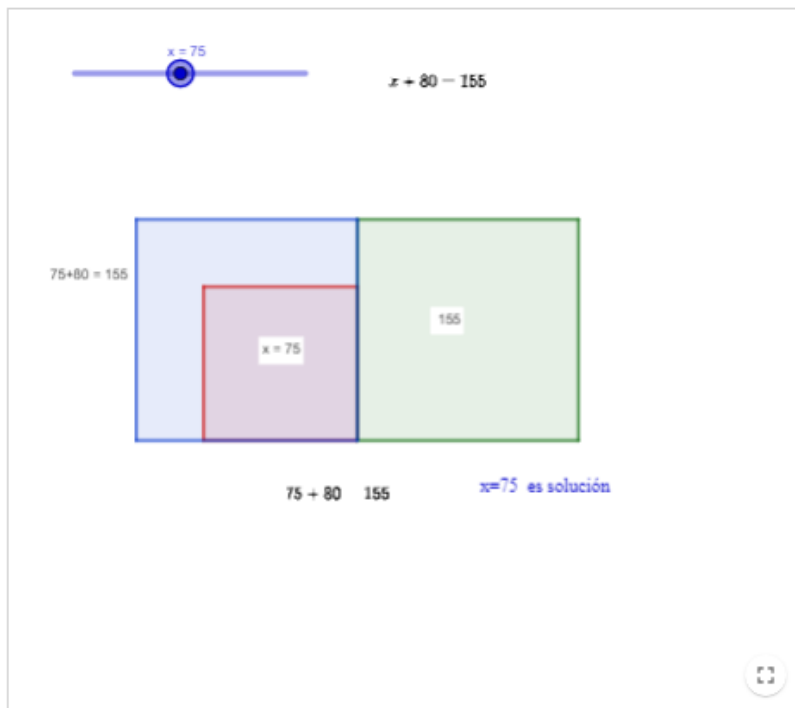 x = 75
x + 80 = 155
75+80 = 155
155
x = 75
75 + 80 155
x=75 es solución